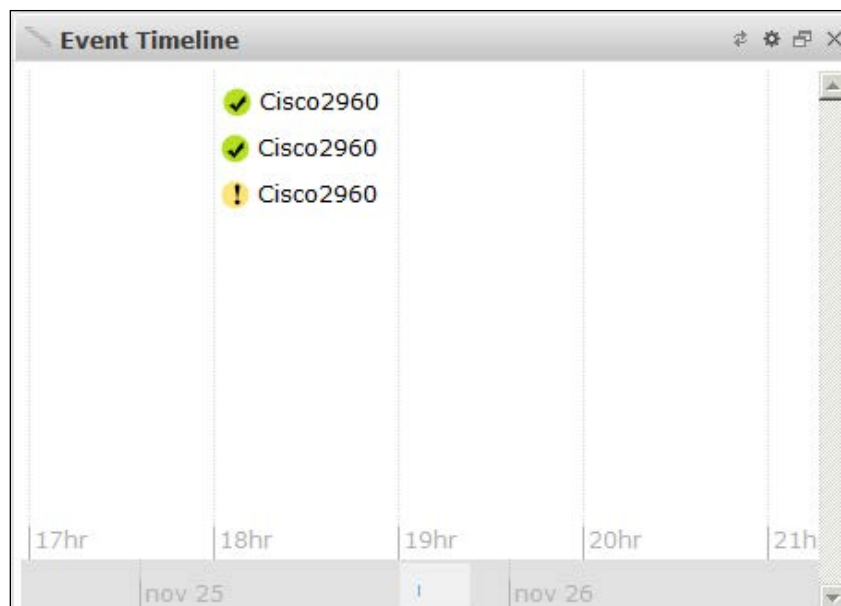 Event Timeline
Cisco2960
Cisco2960
Cisco2960
17hr 18hr 19hr 20hr 21h
nov 25 nov 26